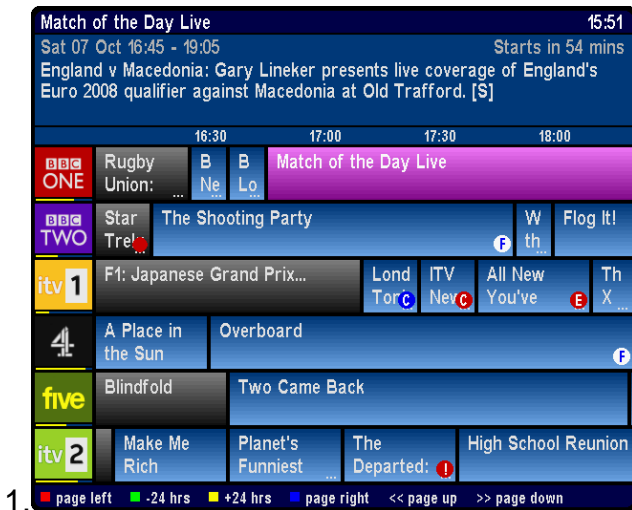 Match of the Day Live 15:51
Sat 07 Oct 16:45 - 19:05 Starts in 54 mins
England v Macedonia: Gary Lineker presents live coverage of England's
Euro 2008 qualifier against Macedonia at Old Trafford. [S]
16:30 17:00 17:30 18:00
BBC ONE
Rugby
Union: ...
B
Ne ...
B
Lo ...
Match of the Day Live
BBC TWO
Star
Trek
The Shooting Party
F
W
th ...
Flog It!
itv 1
F1: Japanese Grand Prix...
Lond
Toni C
ITV
New C
All New
You've E
Th
X ...
4
A Place in
the Sun
Overboard
F
five
Blindfold
Two Came Back
itv 2
Make Me
Rich
Planet's
Funniest ...
The
Departed: !
High School Reunion
1. page left -24 hrs +24 hrs page right << page up >> page down